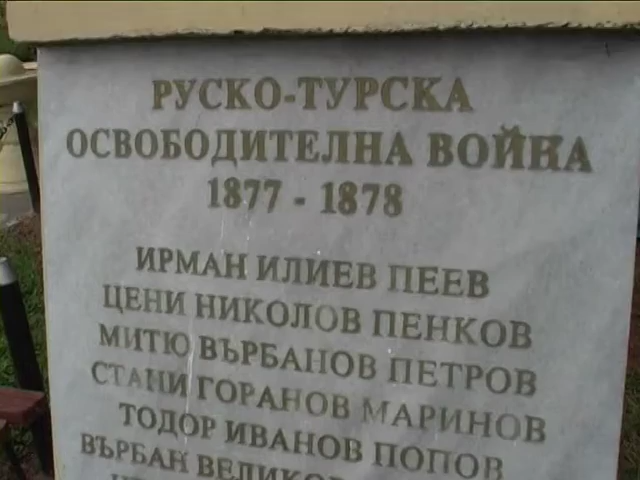 РУСКО-ТУРСКА
ОСВОБОДИТЕЛНА ВОЙНА
1877 - 1878
ИРМАН ИЛИЕВ ПЕЕВ
ЦЕНИ НИКОЛОВ ПЕНКОВ
МИТЮ ВЪРБАНОВ ПЕТРОВ
СТАНИ ГОРАНОВ МАРИНОВ
ТОДОР ИВАНОВ ПОПОВ
ВЪРБАН